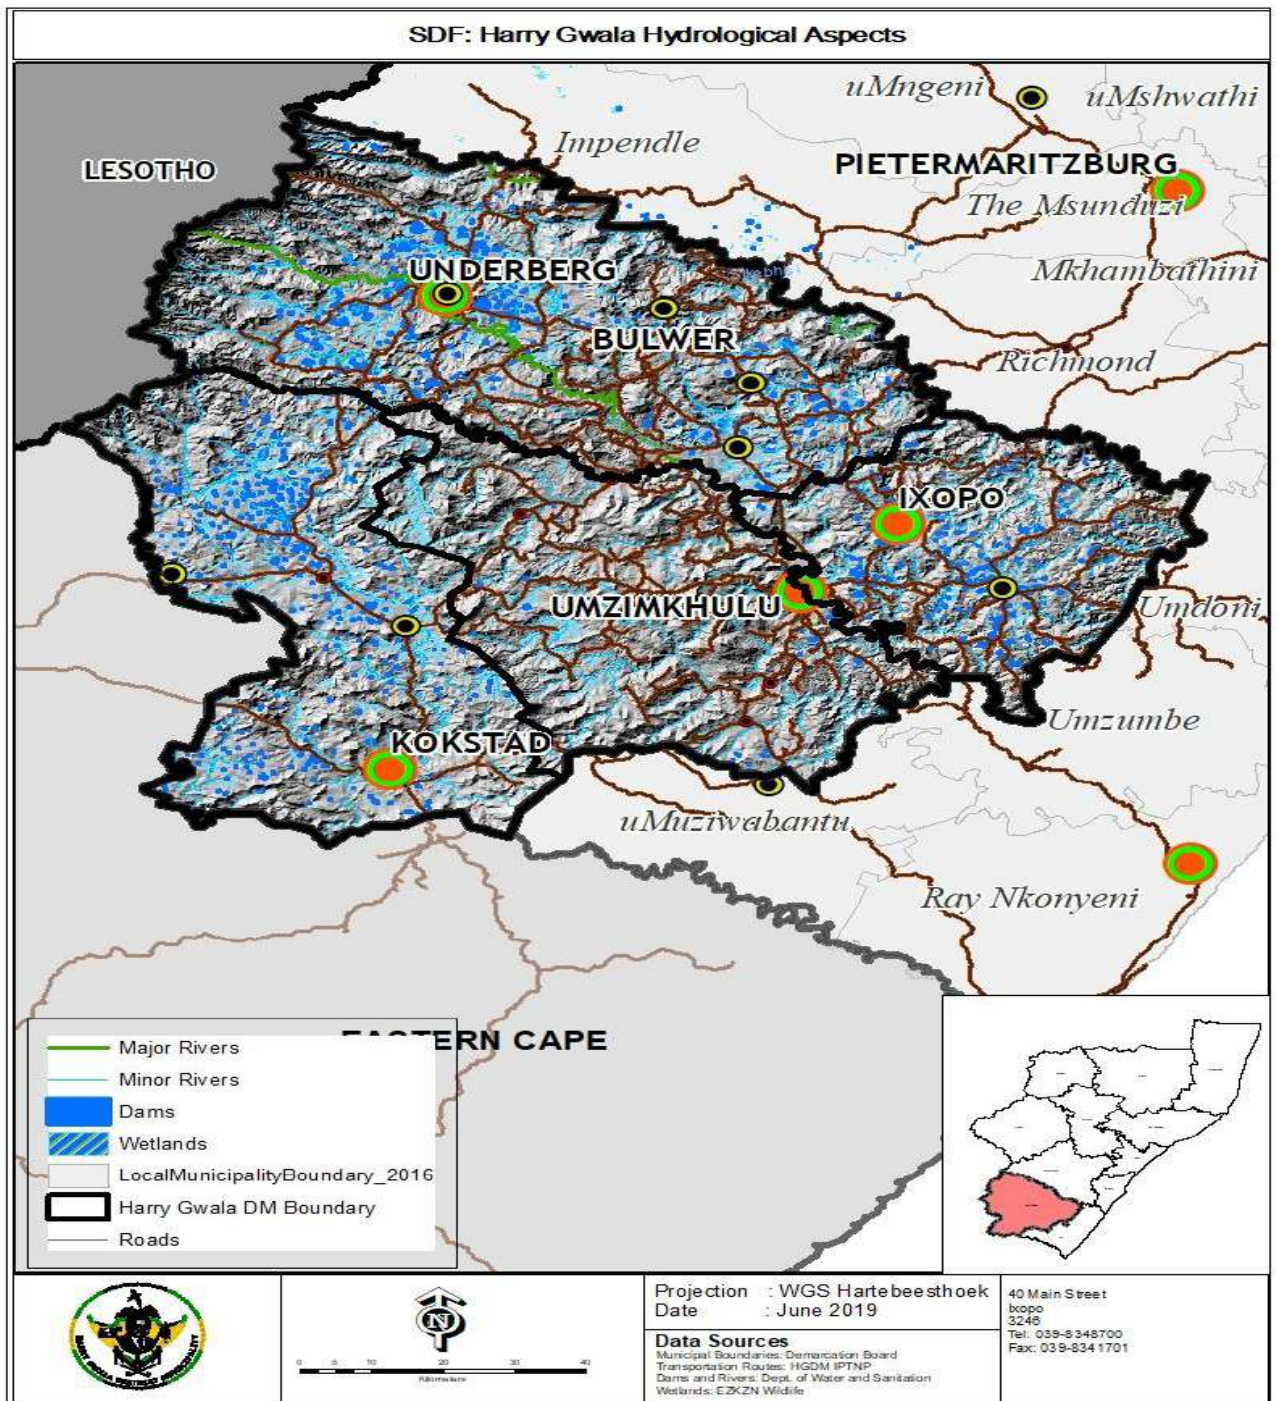 SDF: Harry Gwala Hydrological Aspects
uMngeni
uMshwathi
Impendle
LESOTHO
PIETERMARITZBURG
The Msunduzi
Mkhambathini
UNDERBERG
BULWER
Richmond
IXOPO
UMZIMKHULU
Umdoni
Umzumbe
KOKSTAD
uMuziwabantu
Ray Nkonyeni
ERN CAPE
Major Rivers
Minor Rivers
Dams
Wetlands
LocalMunicipalityBoundary_2016
Harry Gwala DM Boundary
Roads
N
0 5 10 20 30 40
Kilometers
Projection : WGS Hartebeesthoek
Date : June 2019
Data Sources
Municipal Boundaries: Demarcation Board
Transportation Routes: HGDM IPTNP
Dams and Rivers: Dept. of Water and Sanitation
Wetlands: EZKZN Wildlife
40 Main Street
Ixopo
3246
Tel: 039-8348700
Fax: 039-8341701